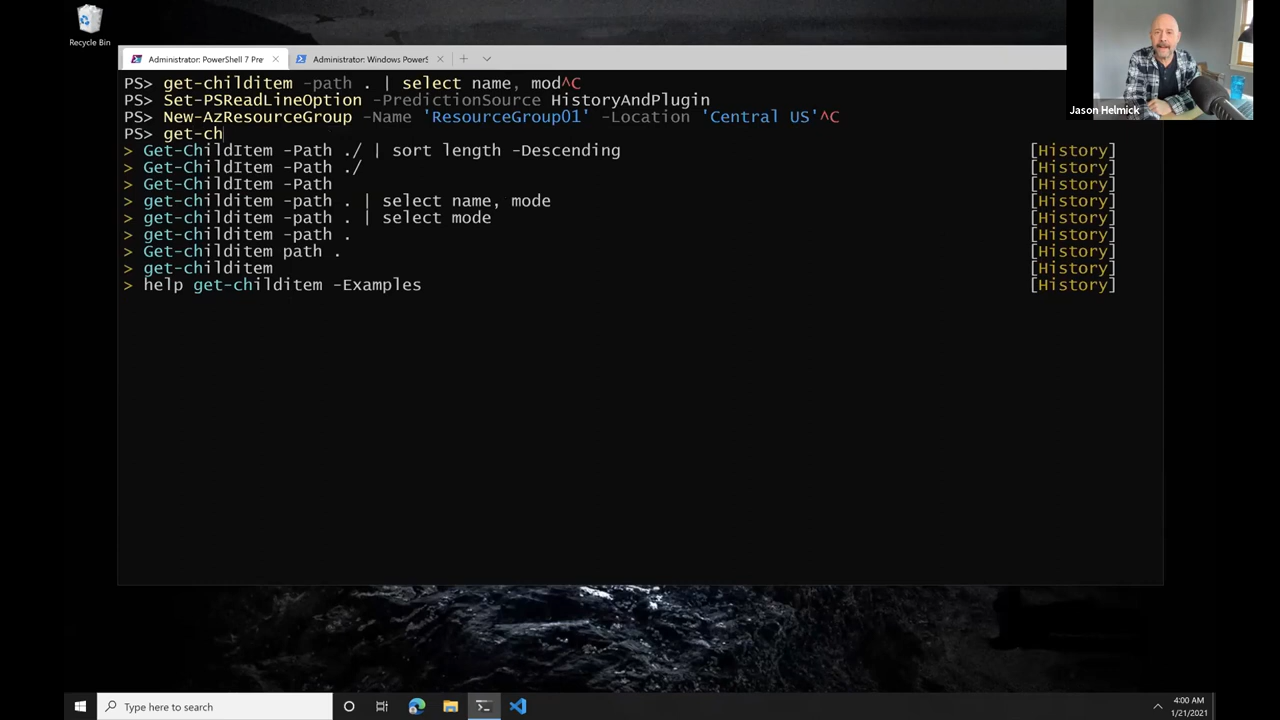 Recycle Bin
Administrator: PowerShell 7 Pre
Administrator: Windows PowerS
Jason Helmick
PS> get-childitem -path . | select name, mod^C
PS> Set-PSReadLineOption -PredictionSource HistoryAndPlugin
PS> New-AzResourceGroup -Name 'ResourceGroup01' -Location 'Central US'^C
PS> get-ch
> Get-ChildItem -Path ./ | sort length -Descending [History]
> Get-ChildItem -Path ./ [History]
> Get-ChildItem -Path [History]
> get-childitem -path . | select name, mode [History]
> get-childitem -path . | select mode [History]
> get-childitem -path . [History]
> Get-childitem path . [History]
> get-childitem [History]
> help get-childitem -Examples [History]
Type here to search
4:00 AM
1/21/2021